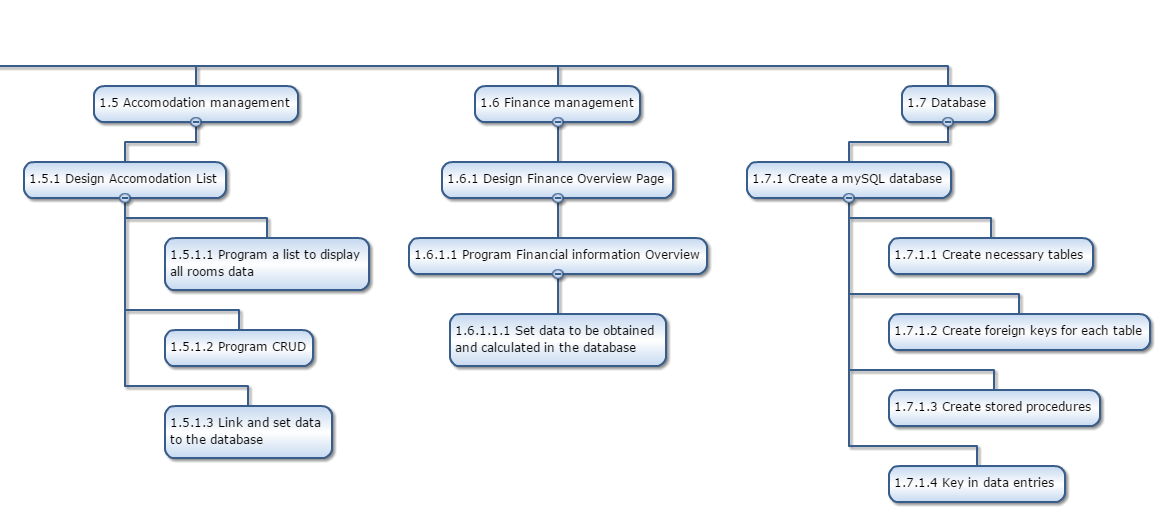 1.5 Accomodation management
1.5.1 Design Accomodation List
1.5.1.1 Program a list to display
all rooms data
1.5.1.2 Program CRUD
1.5.1.3 Link and set data
to the database
1.6 Finance management
1.6.1 Design Finance Overview Page
1.6.1.1 Program Financial information Overview
1.6.1.1.1 Set data to be obtained
and calculated in the database
1.7 Database
1.7.1 Create a mySQL database
1.7.1.1 Create necessary tables
1.7.1.2 Create foreign keys for each table
1.7.1.3 Create stored procedures
1.7.1.4 Key in data entries